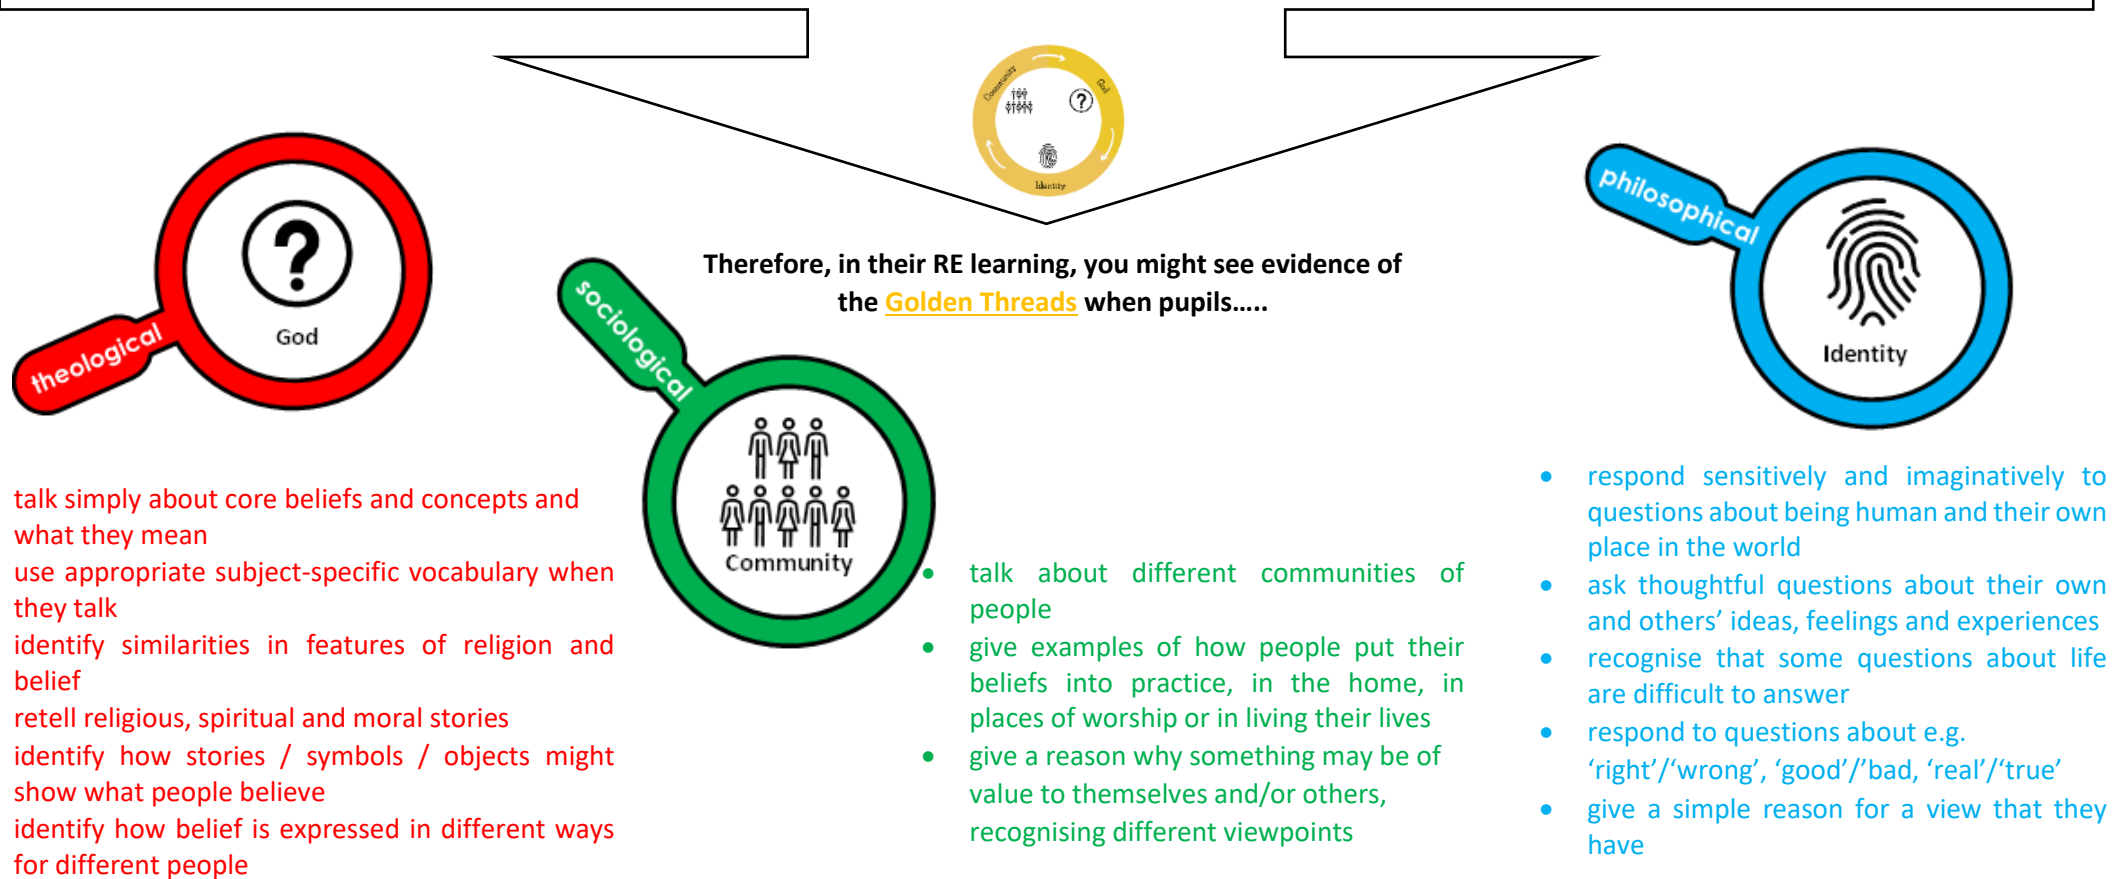 Community
God
Identity
Therefore, in their RE learning, you might see evidence of
the Golden Threads when pupils…..
theological
God
talk simply about core beliefs and concepts and
what they mean
use appropriate subject-specific vocabulary when
they talk
identify similarities in features of religion and
belief
retell religious, spiritual and moral stories
identify how stories / symbols / objects might
show what people believe
identify how belief is expressed in different ways
for different people
sociological
Community
• talk about different communities of
people
• give examples of how people put their
beliefs into practice, in the home, in
places of worship or in living their lives
• give a reason why something may be of
value to themselves and/or others,
recognising different viewpoints
philosophical
Identity
• respond sensitively and imaginatively to
questions about being human and their own
place in the world
• ask thoughtful questions about their own
and others’ ideas, feelings and experiences
• recognise that some questions about life
are difficult to answer
• respond to questions about e.g.
‘right’/‘wrong’, ‘good’/’bad, ‘real’/‘true’
• give a simple reason for a view that they
have